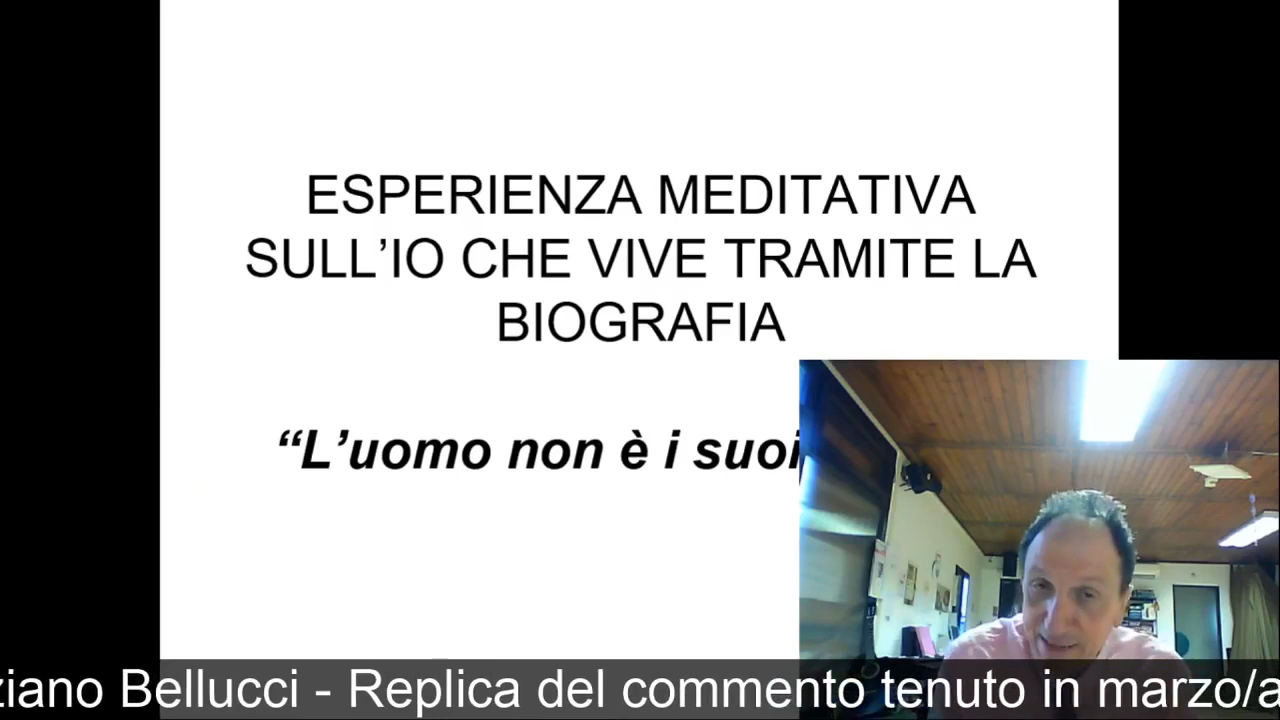 ESPERIENZA MEDITATIVA
SULL’IO CHE VIVE TRAMITE LA
BIOGRAFIA
“L’uomo non è i suoi
ziano Bellucci - Replica del commento tenuto in marzo/a